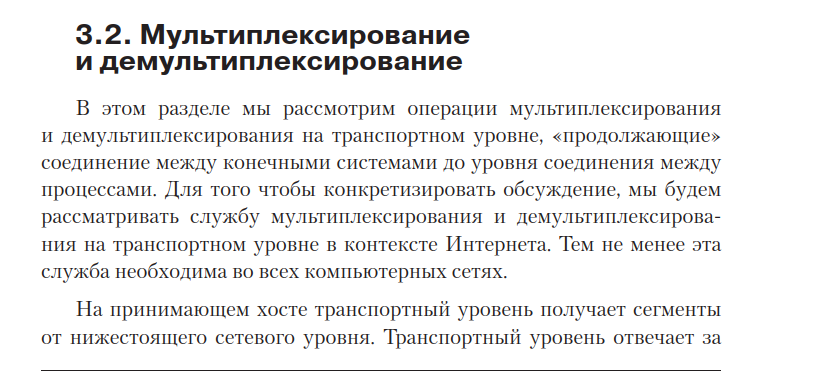 3.2. Мультиплексирование
и демультиплексирование
В этом разделе мы рассмотрим операции мультиплексирования
и демультиплексирования на транспортном уровне, «продолжающие»
соединение между конечными системами до уровня соединения между
процессами. Для того чтобы конкретизировать обсуждение, мы будем
рассматривать службу мультиплексирования и демультиплексирова-
ния на транспортном уровне в контексте Интернета. Тем не менее эта
служба необходима во всех компьютерных сетях.
На принимающем хосте транспортный уровень получает сегменты
от нижестоящего сетевого уровня. Транспортный уровень отвечает за